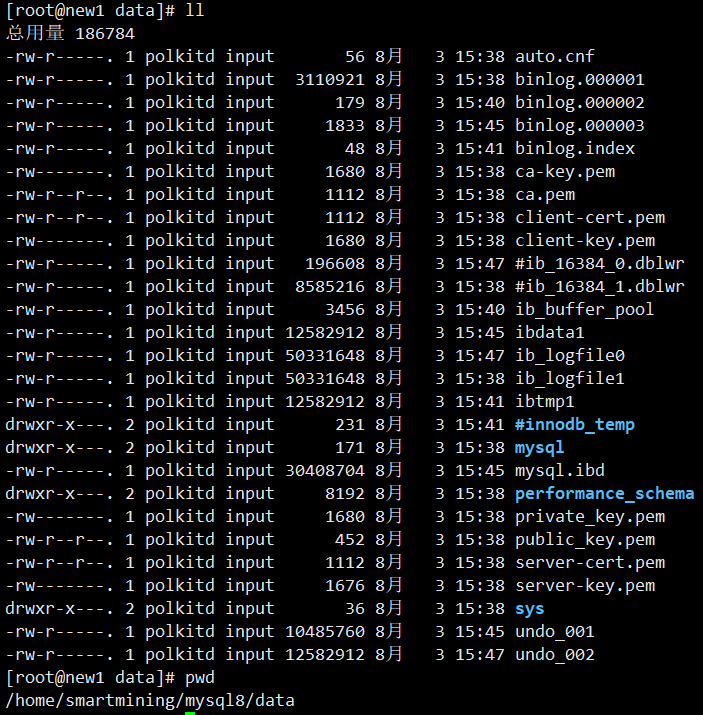 [root@new1 data]# ll
总用量 186784
-rw-r-----. 1 polkitd input       56 8月   3 15:38 auto.cnf
-rw-r-----. 1 polkitd input  3110921 8月   3 15:38 binlog.000001
-rw-r-----. 1 polkitd input      179 8月   3 15:40 binlog.000002
-rw-r-----. 1 polkitd input     1833 8月   3 15:45 binlog.000003
-rw-r-----. 1 polkitd input       48 8月   3 15:41 binlog.index
-rw-------. 1 polkitd input     1680 8月   3 15:38 ca-key.pem
-rw-r--r--. 1 polkitd input     1112 8月   3 15:38 ca.pem
-rw-r--r--. 1 polkitd input     1112 8月   3 15:38 client-cert.pem
-rw-------. 1 polkitd input     1680 8月   3 15:38 client-key.pem
-rw-r-----. 1 polkitd input   196608 8月   3 15:47 #ib_16384_0.dblwr
-rw-r-----. 1 polkitd input  8585216 8月   3 15:38 #ib_16384_1.dblwr
-rw-r-----. 1 polkitd input     3456 8月   3 15:40 ib_buffer_pool
-rw-r-----. 1 polkitd input 12582912 8月   3 15:45 ibdata1
-rw-r-----. 1 polkitd input 50331648 8月   3 15:47 ib_logfile0
-rw-r-----. 1 polkitd input 50331648 8月   3 15:38 ib_logfile1
-rw-r-----. 1 polkitd input 12582912 8月   3 15:41 ibtmp1
drwxr-x---. 2 polkitd input      231 8月   3 15:41 #innodb_temp
drwxr-x---. 2 polkitd input      171 8月   3 15:38 mysql
-rw-r-----. 1 polkitd input 30408704 8月   3 15:45 mysql.ibd
drwxr-x---. 2 polkitd input     8192 8月   3 15:38 performance_schema
-rw-------. 1 polkitd input     1680 8月   3 15:38 private_key.pem
-rw-r--r--. 1 polkitd input      452 8月   3 15:38 public_key.pem
-rw-r--r--. 1 polkitd input     1112 8月   3 15:38 server-cert.pem
-rw-------. 1 polkitd input     1676 8月   3 15:38 server-key.pem
drwxr-x---. 2 polkitd input       36 8月   3 15:38 sys
-rw-r-----. 1 polkitd input 10485760 8月   3 15:45 undo_001
-rw-r-----. 1 polkitd input 12582912 8月   3 15:47 undo_002
[root@new1 data]# pwd
/home/smartmining/mysql8/data